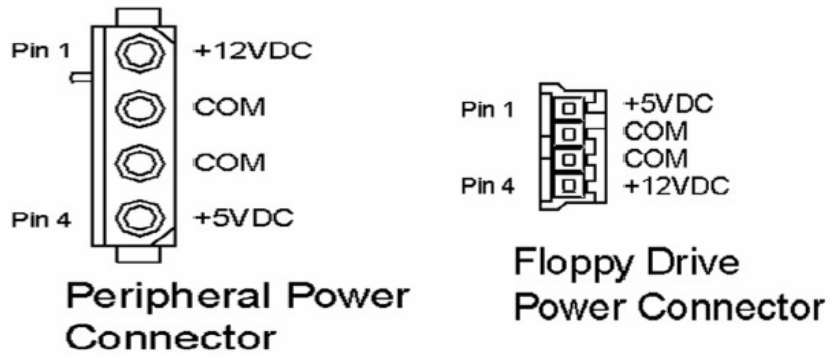 Pin 1 +12VDC
COM
COM
Pin 4 +5VDC
Peripheral Power
Connector
Pin 1 +5VDC
COM
COM
Pin 4 +12VDC
Floppy Drive
Power Connector